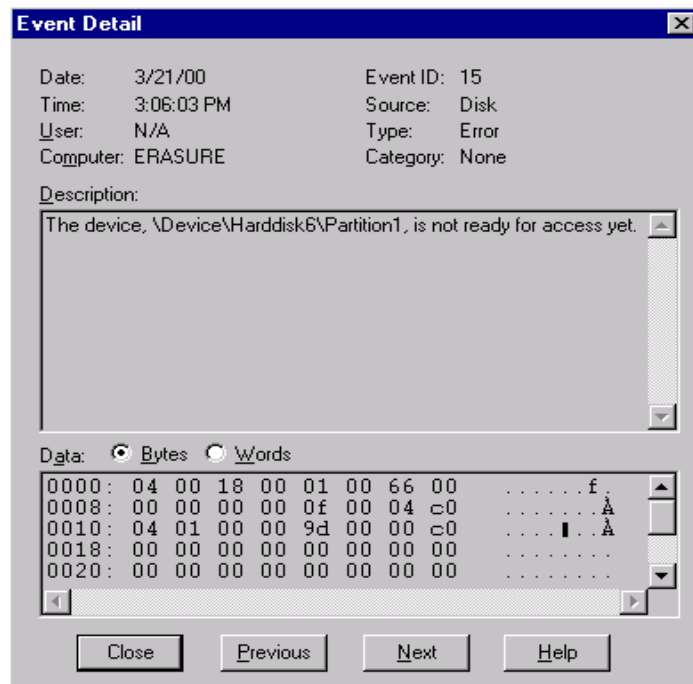 Event Detail
Date: 3/21/00 Event ID: 15
Time: 3:06:03 PM Source: Disk
User: N/A Type: Error
Computer: ERASURE Category: None
Description:
The device, \Device\Harddisk6\Partition1, is not ready for access yet.
Data: Bytes Words
0000: 04 00 18 00 01 00 66 00 ......f.
0008: 00 00 00 00 0f 00 04 c0 .......À
0010: 04 01 00 00 9d 00 00 c0 ....▮..À
0018: 00 00 00 00 00 00 00 00 ........
0020: 00 00 00 00 00 00 00 00 ........
Close Previous Next Help